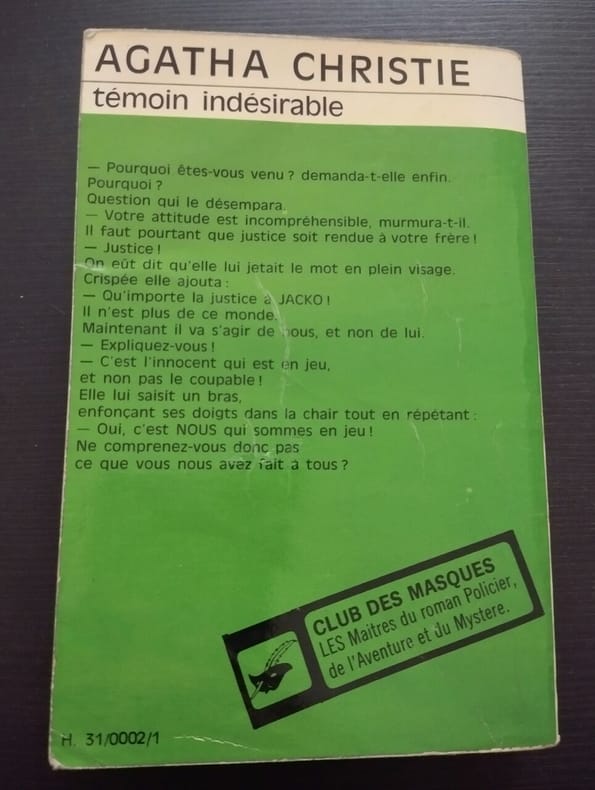 AGATHA CHRISTIE
témoin indésirable
— Pourquoi êtes-vous venu ? demanda-t-elle enfin.
Pourquoi ?
Question qui le désempara.
— Votre attitude est incompréhensible, murmura-t-il.
Il faut pourtant que justice soit rendue à votre frère !
— Justice !
On eût dit qu'elle lui jetait le mot en plein visage.
Crispée elle ajouta :
— Qu'importe la justice à JACKO !
Il n'est plus de ce monde.
Maintenant il va s'agir de nous, et non de lui.
— Expliquez-vous !
— C'est l'innocent qui est en jeu,
et non pas le coupable !
Elle lui saisit un bras,
enfonçant ses doigts dans la chair tout en répétant :
— Oui, c'est NOUS qui sommes en jeu !
Ne comprenez-vous donc pas
ce que vous nous avez fait à tous ?
CLUB DES MASQUES
LES Maitres du roman Policier,
de l'Aventure et du Mystere.
H. 31/0002/1